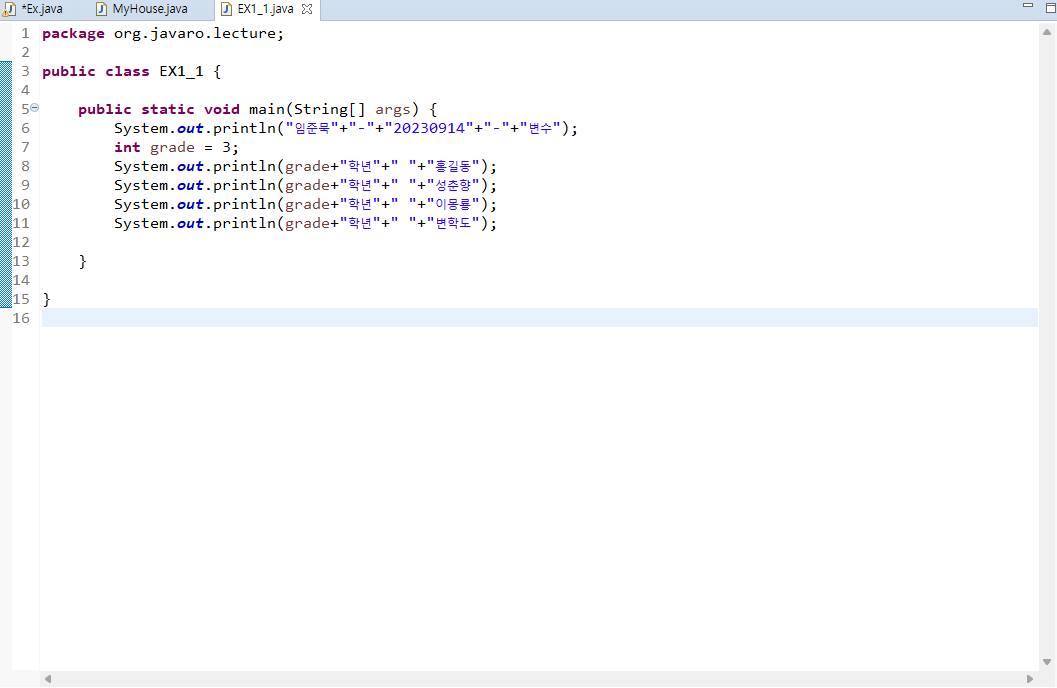 *Ex.java MyHouse.java EX1_1.java
1 package org.javaro.lecture;
2
3 public class EX1_1 {
4
5 public static void main(String[] args) {
6 System.out.println("임준묵"+"-"+"20230914"+"-"+"변수");
7 int grade = 3;
8 System.out.println(grade+"학년"+" "+"홍길동");
9 System.out.println(grade+"학년"+" "+"성춘향");
10 System.out.println(grade+"학년"+" "+"이몽룡");
11 System.out.println(grade+"학년"+" "+"변학도");
12
13 }
14
15 }
16